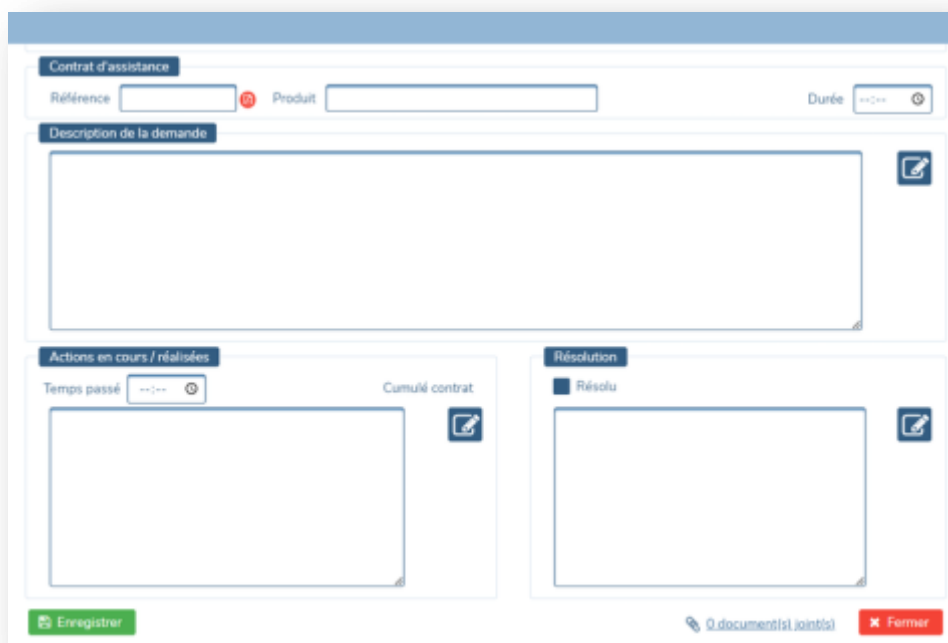 Contrat d'assistance
Référence Produit Durée --:--
Description de la demande
Actions en cours / réalisées Résolution
Temps passé --:-- Cumulé contrat Résolu
Enregistrer 0 document(s) joint(s) Fermer